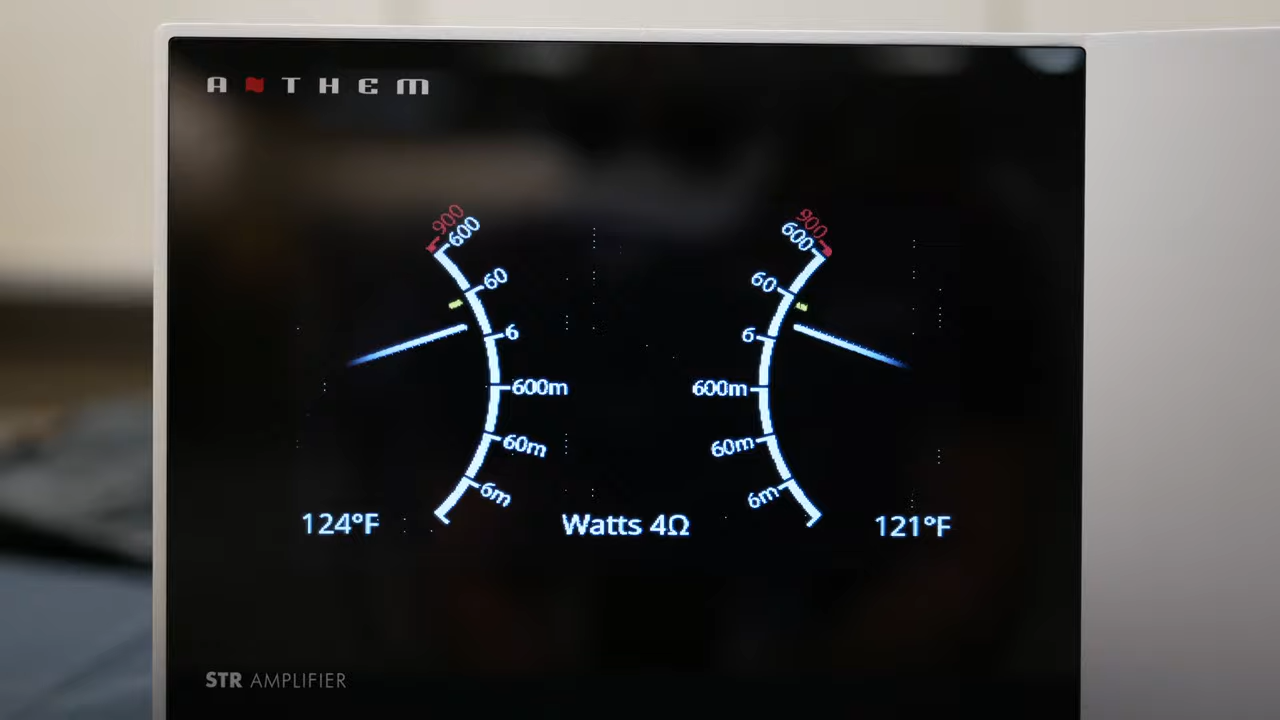 ANTHEM
900 900
600 600
60 60
6 6
600m 600m
60m 60m
6m 6m
124°F Watts 4Ω 121°F
STR AMPLIFIER